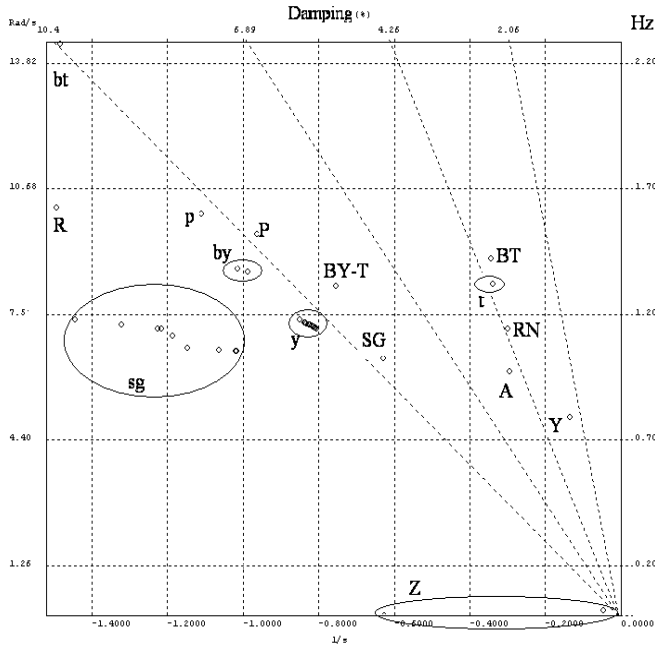 Damping (%)
Rad/s
Hz
10.4 6.89 4.26 2.06
13.82 2.20
bt
10.68 1.70
R p P
by BT
BY-T
t
7.5 1.20
y SG RN
sg A
Y
4.40 0.70
1.26 0.20
Z
-1.4000 -1.2000 -1.0000 -0.8000 -0.6000 -0.4000 -0.2000 0.0000
1/s